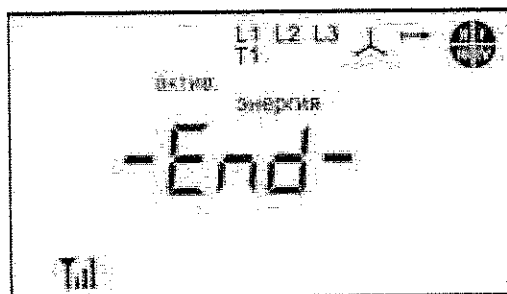 L1 L2 L3
T1
актив
энергия
-End-